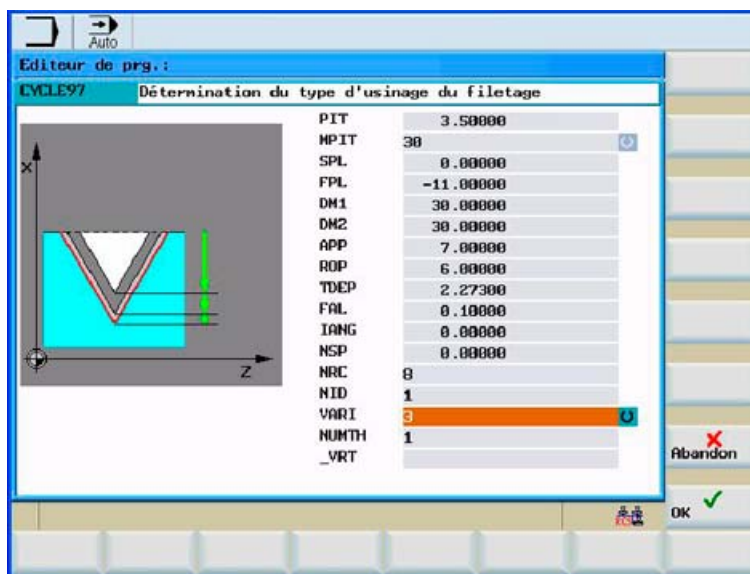 Auto
Editeur de prg.:
CYCLE97 Détermination du type d'usinage du filetage
PIT 3.50000
MPIT 30
SPL 0.00000
FPL -11.00000
DM1 30.00000
DM2 30.00000
APP 7.00000
ROP 6.00000
TDEP 2.27300
FAL 0.10000
IANG 0.00000
NSP 0.00000
NRC 8
NID 1
VARI 3
NUMTH 1
_VRT
X
Z
Abandon
OK